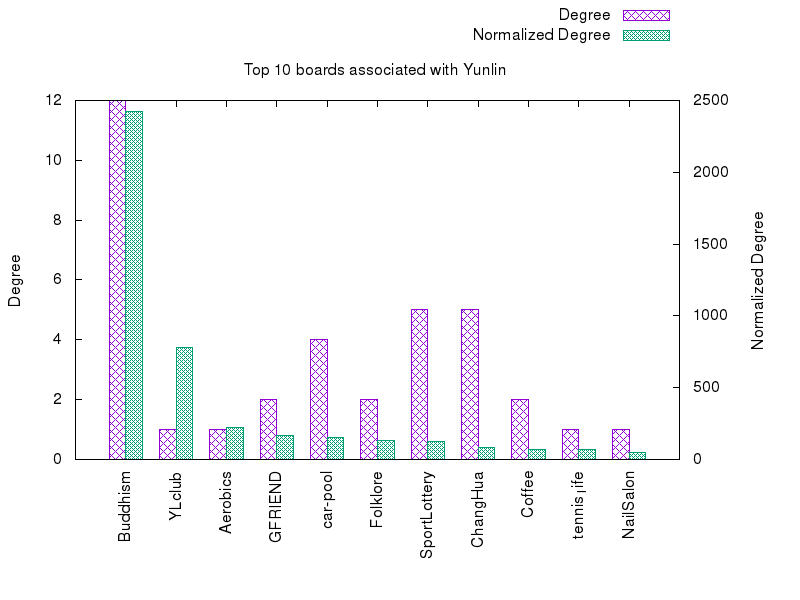 Degree
Normalized Degree
Top 10 boards associated with Yunlin
12
10
8
6
4
2
0
2500
2000
1500
1000
500
0
Degree
Normalized Degree
Buddhism
YLclub
Aerobics
GFRIEND
car-pool
Folklore
SportLottery
ChangHua
Coffee
tennislife
NailSalon